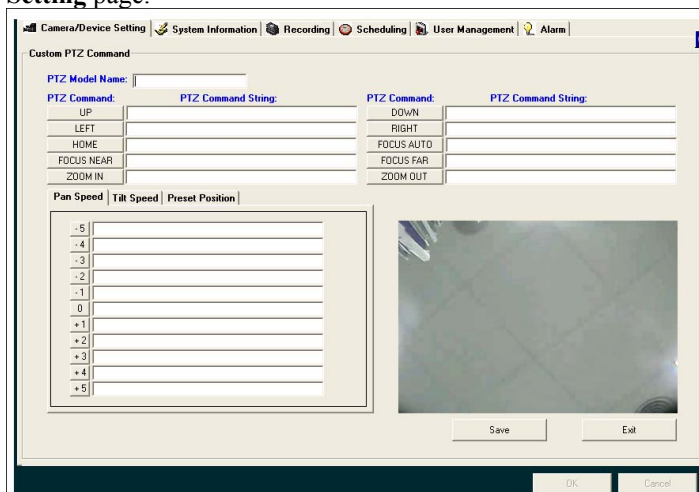 Setting page.
Camera/Device Setting System Information Recording Scheduling User Management Alarm
Custom PTZ Command
PTZ Model Name:
PTZ Command: PTZ Command String: PTZ Command: PTZ Command String:
UP DOWN
LEFT RIGHT
HOME FOCUS AUTO
FOCUS NEAR FOCUS FAR
ZOOM IN ZOOM OUT
Pan Speed Tilt Speed Preset Position
- 5
- 4
- 3
- 2
- 1
0
+ 1
+ 2
+ 3
+ 4
+ 5
Save Exit
OK Cancel